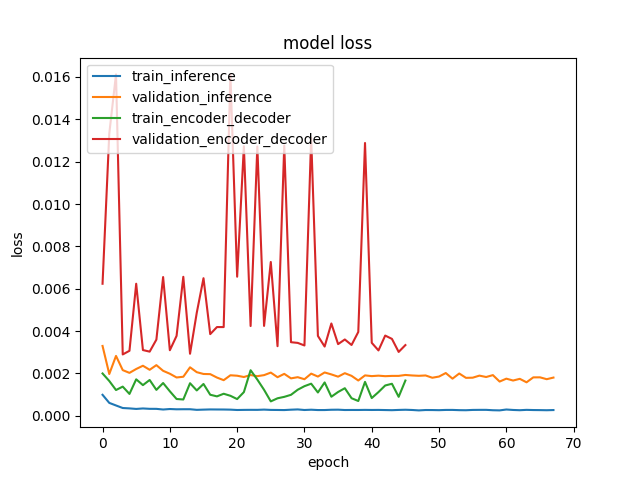 model loss
train_inference
validation_inference
train_encoder_decoder
validation_encoder_decoder
0.016
0.014
0.012
0.010
0.008
0.006
0.004
0.002
0.000
loss
0 10 20 30 40 50 60 70
epoch